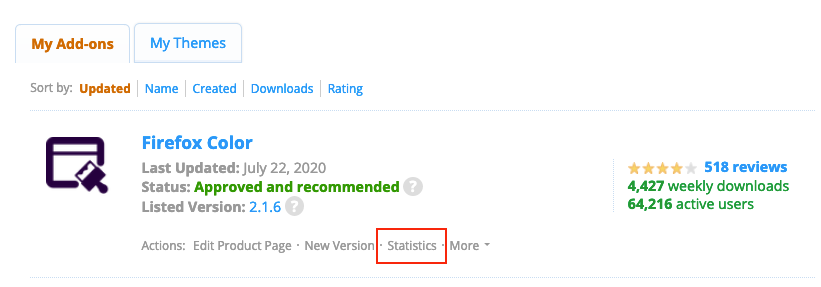 My Add-ons My Themes
Sort by: Updated Name Created Downloads Rating
Firefox Color
Last Updated: July 22, 2020
Status: Approved and recommended ?
Listed Version: 2.1.6 ?
518 reviews
4,427 weekly downloads
64,216 active users
Actions: Edit Product Page · New Version · Statistics · More